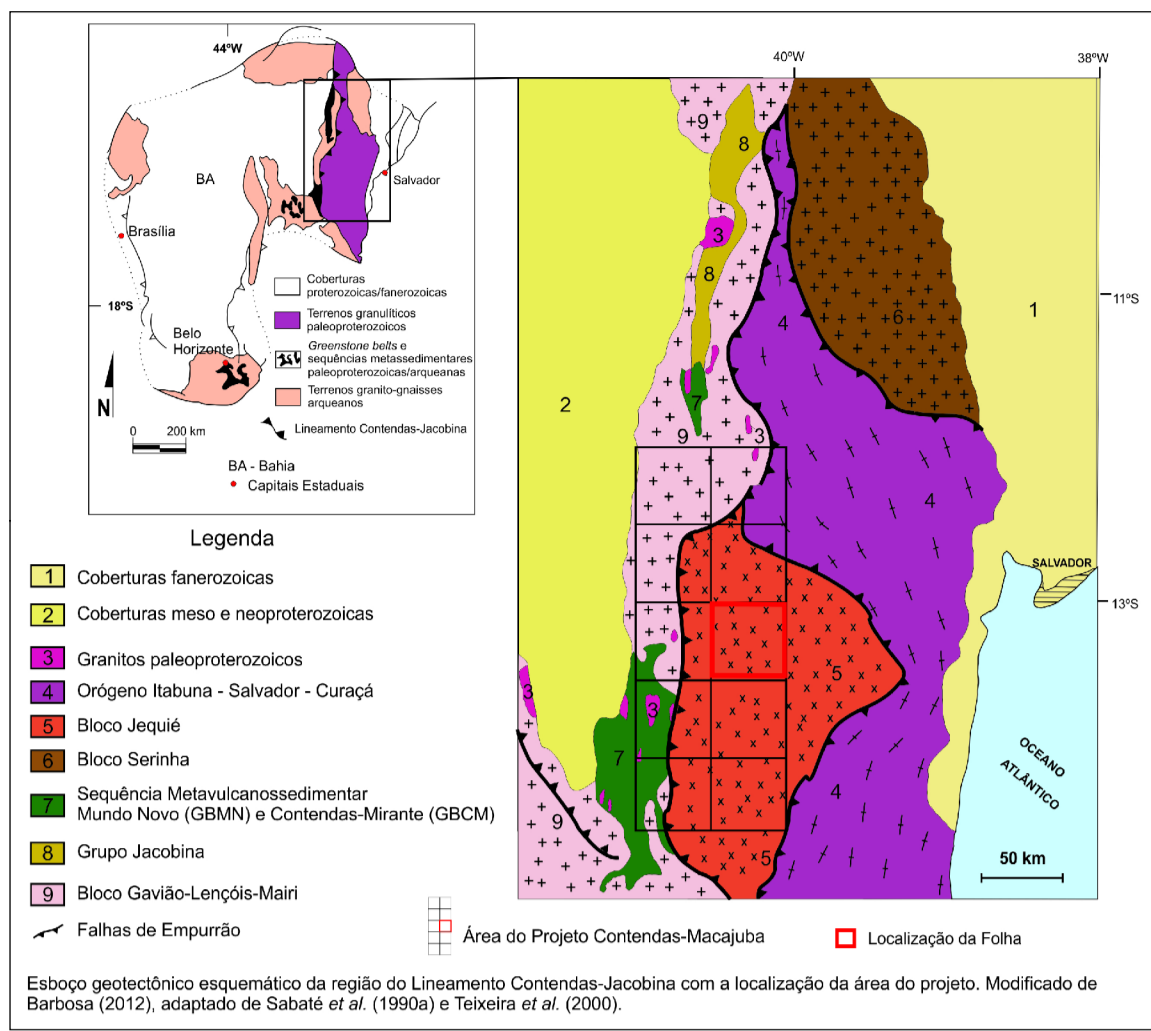 44ºW
BA
Salvador
Brasília
18ºS
Belo
Horizonte
N
0 200 km
Coberturas
proterozoicas/fanerozoicas
Terrenos granulíticos
paleoproterozoicos
Greenstone belts e
sequências metassedimentares
paleoproterozoicas/arqueanas
Terrenos granito-gnaisses
arqueanos
Lineamento Contendas-Jacobina
BA - Bahia
Capitais Estaduais
40ºW
38ºW
11ºS
13ºS
9
8
3
8
4
6
1
2
7
9
3
4
SALVADOR
5
3
3
7
9
4
5
OCEANO
ATLÂNTICO
50 km
Legenda
1 Coberturas fanerozoicas
2 Coberturas meso e neoproterozoicas
3 Granitos paleoproterozoicos
4 Orógeno Itabuna - Salvador - Curaçá
5 Bloco Jequié
6 Bloco Serinha
7 Sequência Metavulcanossedimentar
Mundo Novo (GBMN) e Contendas-Mirante (GBCM)
8 Grupo Jacobina
9 Bloco Gavião-Lençóis-Mairi
Falhas de Empurrão
Área do Projeto Contendas-Macajuba
Localização da Folha
Esboço geotectônico esquemático da região do Lineamento Contendas-Jacobina com a localização da área do projeto. Modificado de
Barbosa (2012), adaptado de Sabaté et al. (1990a) e Teixeira et al. (2000).